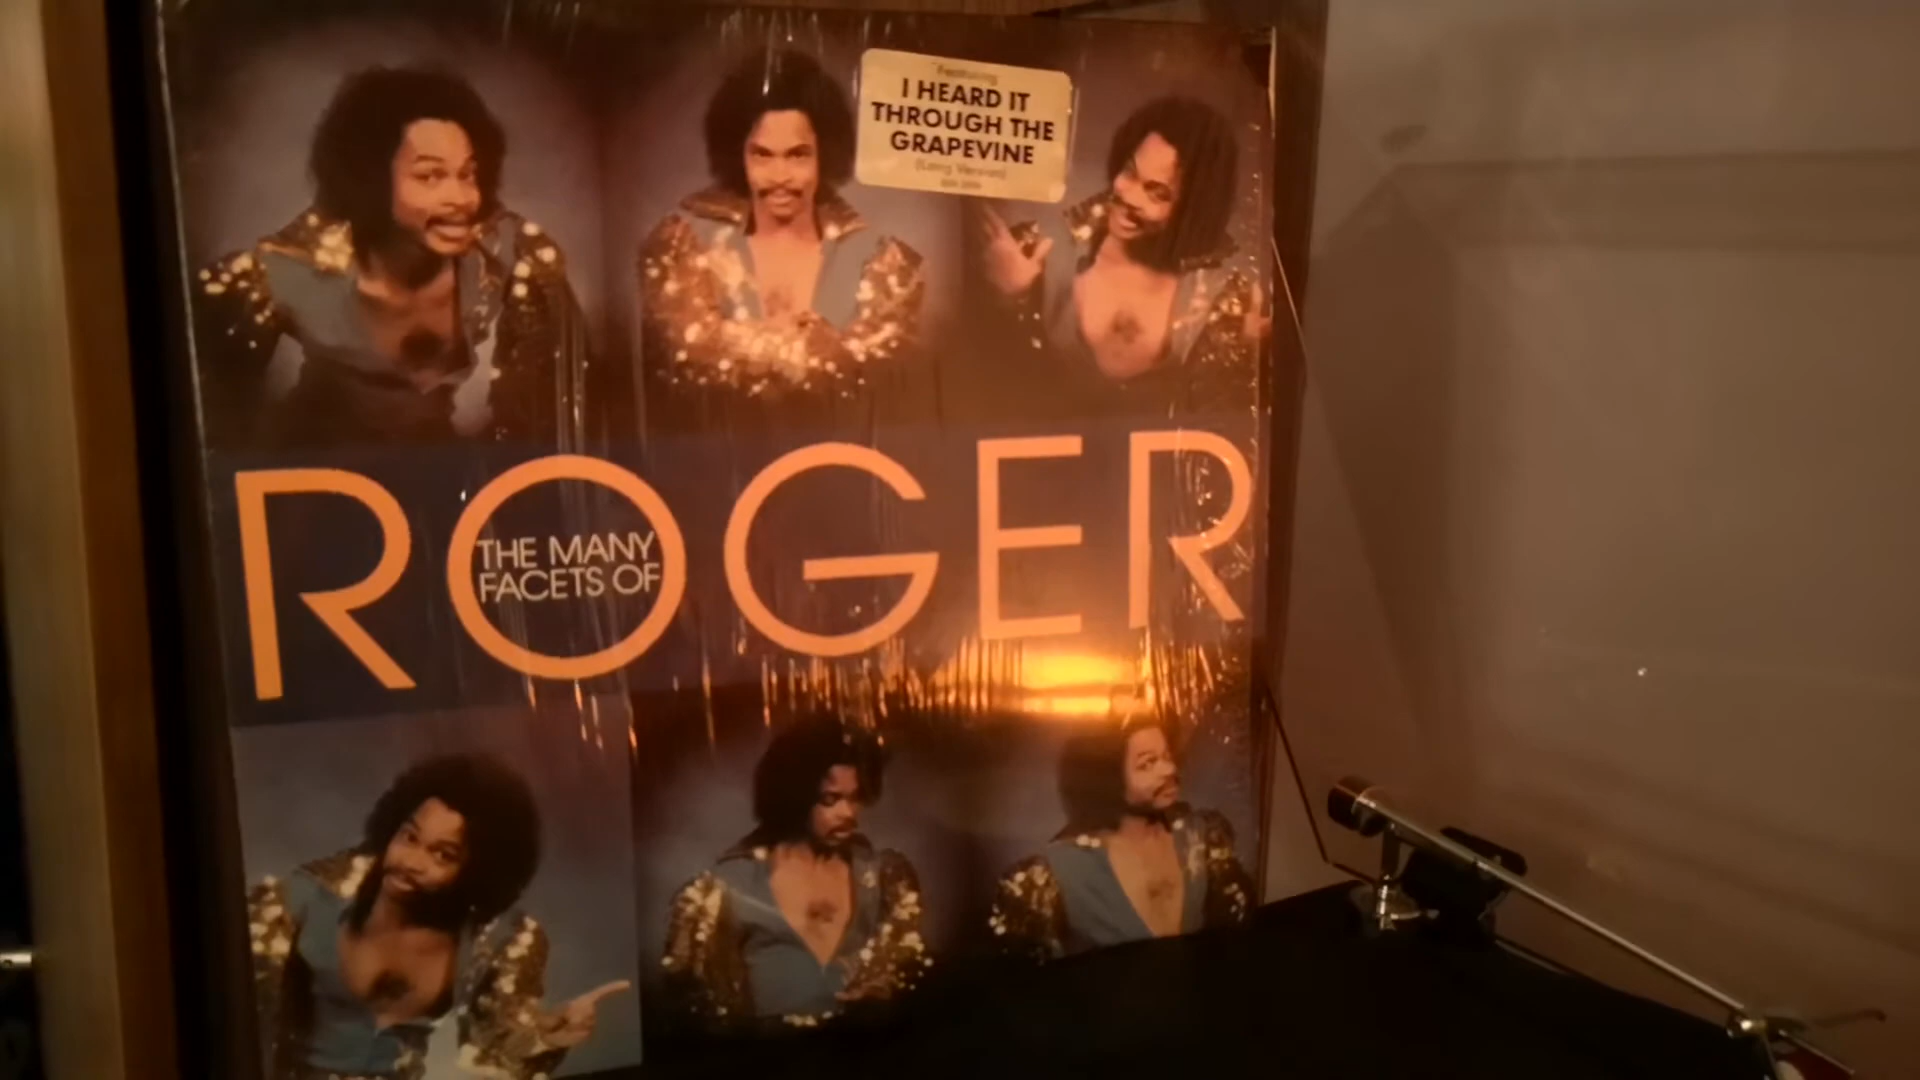 Featuring
I HEARD IT
THROUGH THE
GRAPEVINE
(Long Version)
ROGER
THE MANY
FACETS OF